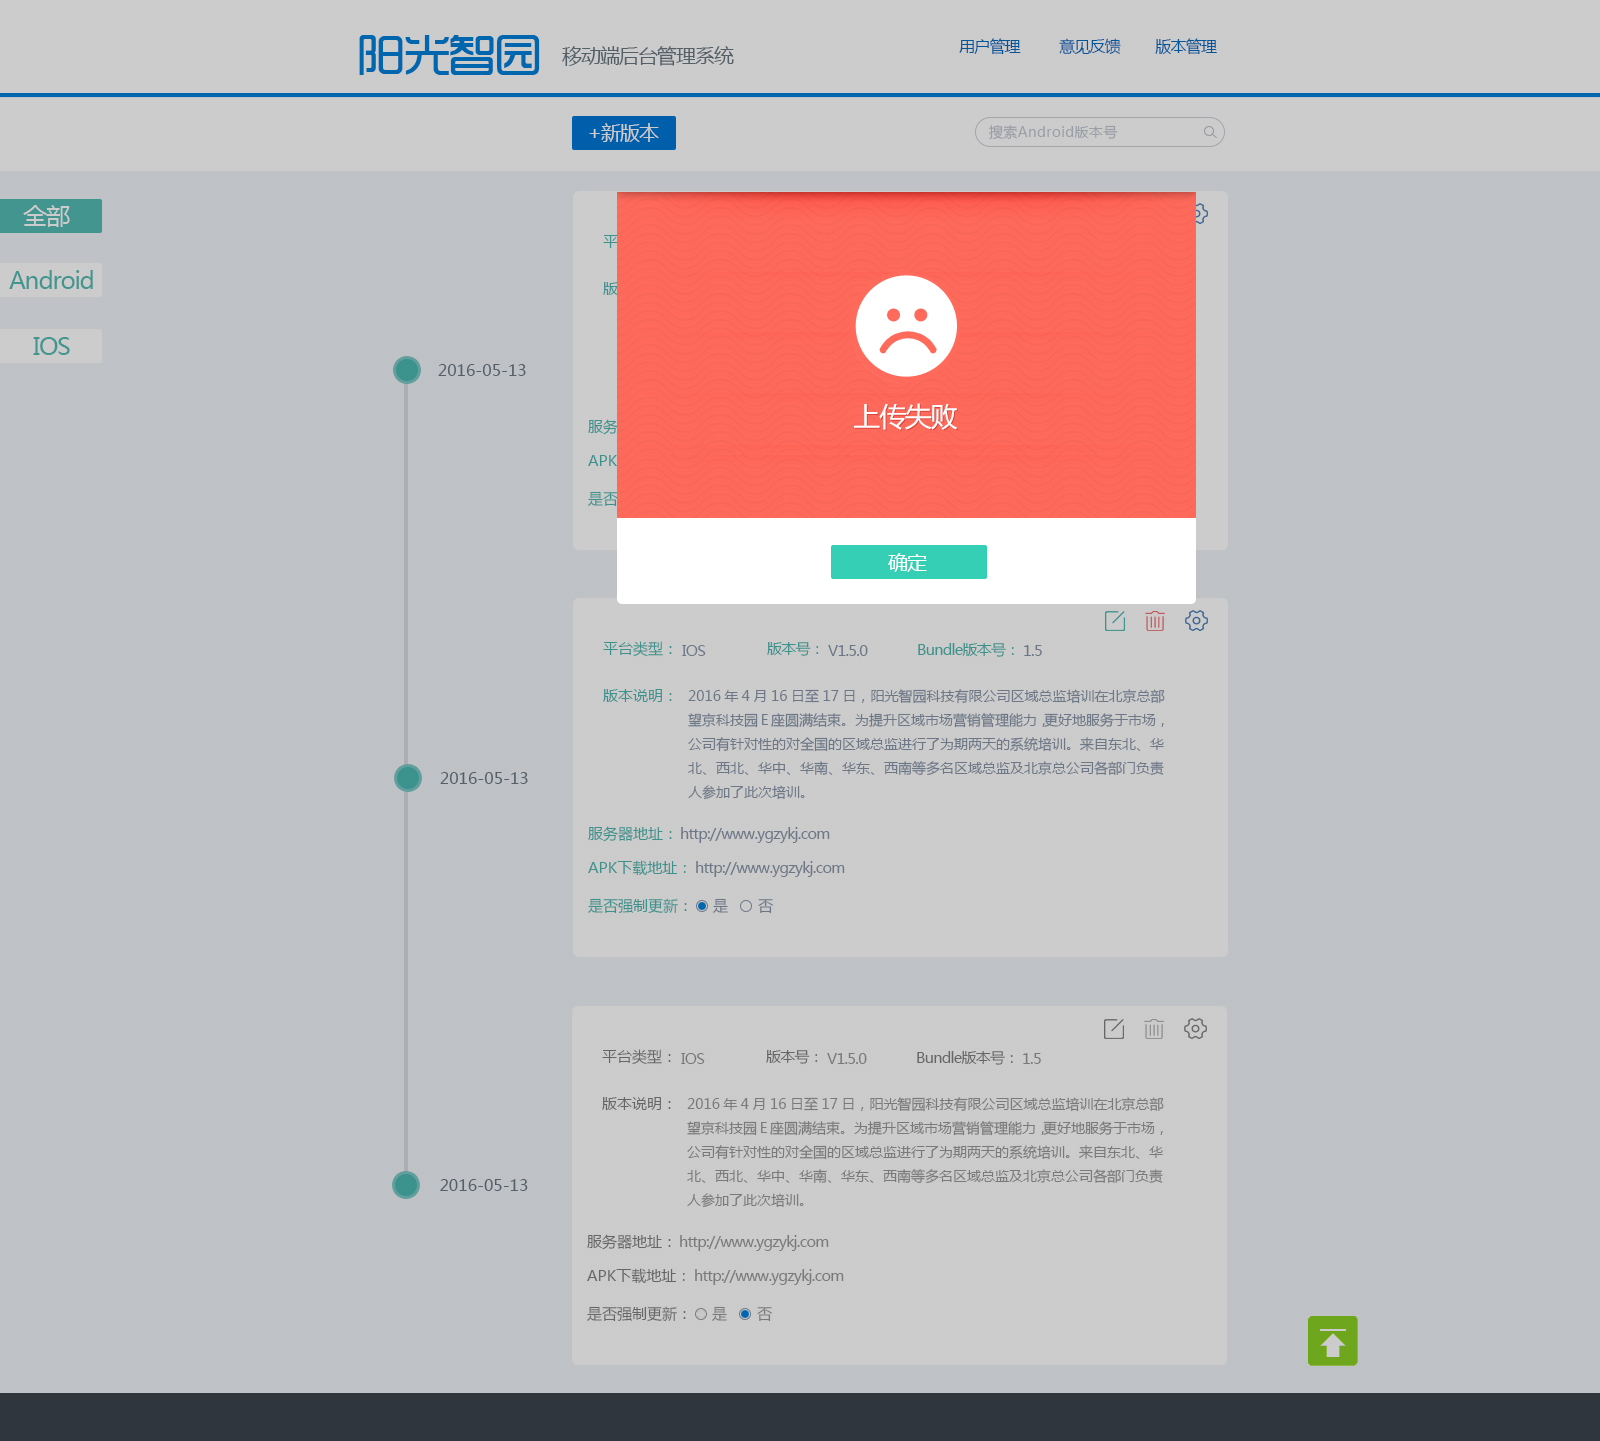 阳光智园 移动端后台管理系统 用户管理 意见反馈 版本管理
+新版本 搜索Android版本号
全部
Android
IOS
2016-05-13
平
版
服务
APK
是否
上传失败
确定
2016-05-13
平台类型： IOS 版本号： V1.5.0 Bundle版本号： 1.5
版本说明： 2016 年 4 月 16 日至 17 日，阳光智园科技有限公司区域总监培训在北京总部
望京科技园 E 座圆满结束。为提升区域市场营销管理能力 ,更好地服务于市场，
公司有针对性的对全国的区域总监进行了为期两天的系统培训。来自东北、华
北、西北、华中、华南、华东、西南等多名区域总监及北京总公司各部门负责
人参加了此次培训。
服务器地址： http://www.ygzykj.com
APK下载地址： http://www.ygzykj.com
是否强制更新： 是 否
2016-05-13
平台类型： IOS 版本号： V1.5.0 Bundle版本号： 1.5
版本说明： 2016 年 4 月 16 日至 17 日，阳光智园科技有限公司区域总监培训在北京总部
望京科技园 E 座圆满结束。为提升区域市场营销管理能力 ,更好地服务于市场，
公司有针对性的对全国的区域总监进行了为期两天的系统培训。来自东北、华
北、西北、华中、华南、华东、西南等多名区域总监及北京总公司各部门负责
人参加了此次培训。
服务器地址： http://www.ygzykj.com
APK下载地址： http://www.ygzykj.com
是否强制更新： 是 否